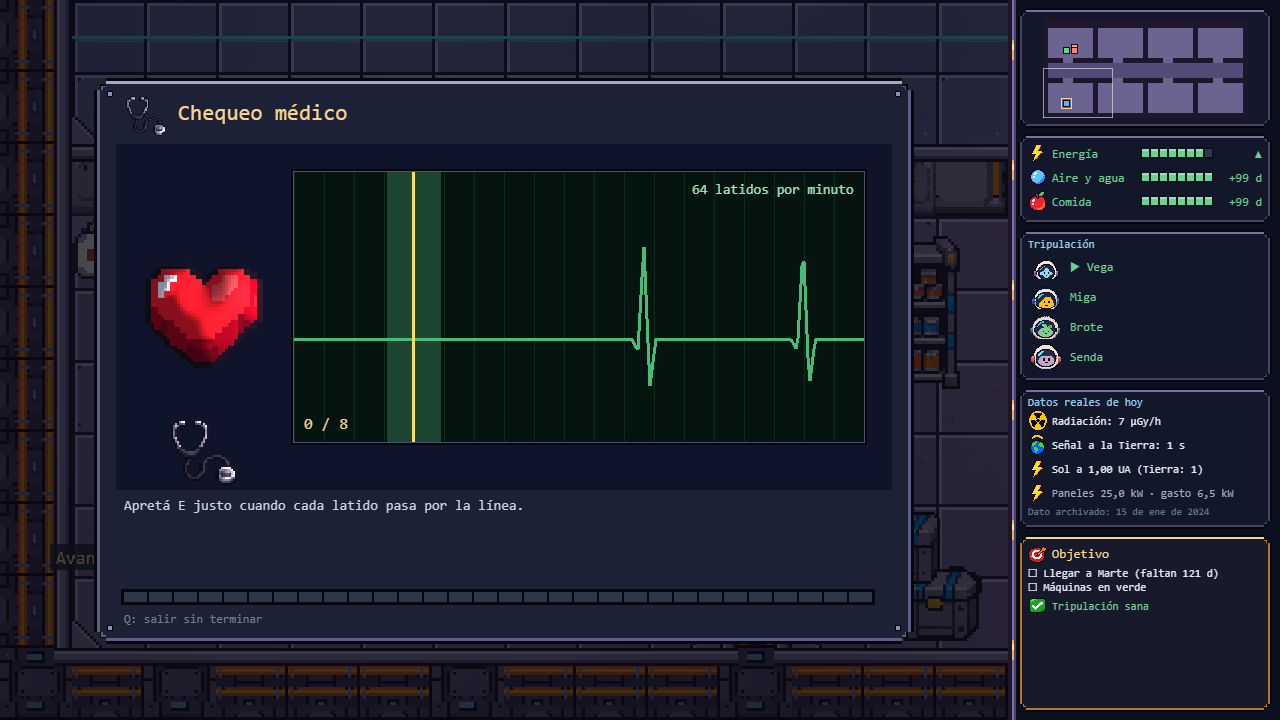 Chequeo médico
64 latidos por minuto
0 / 8
Apretá E justo cuando cada latido pasa por la línea.
Avan
Q: salir sin terminar
Energía ▲
Aire y agua +99 d
Comida +99 d
Tripulación
▶ Vega
Miga
Brote
Senda
Datos reales de hoy
Radiación: 7 µGy/h
Señal a la Tierra: 1 s
Sol a 1,00 UA (Tierra: 1)
Paneles 25,0 kW · gasto 6,5 kW
Dato archivado: 15 de ene de 2024
Objetivo
☐ Llegar a Marte (faltan 121 d)
☐ Máquinas en verde
✅ Tripulación sana